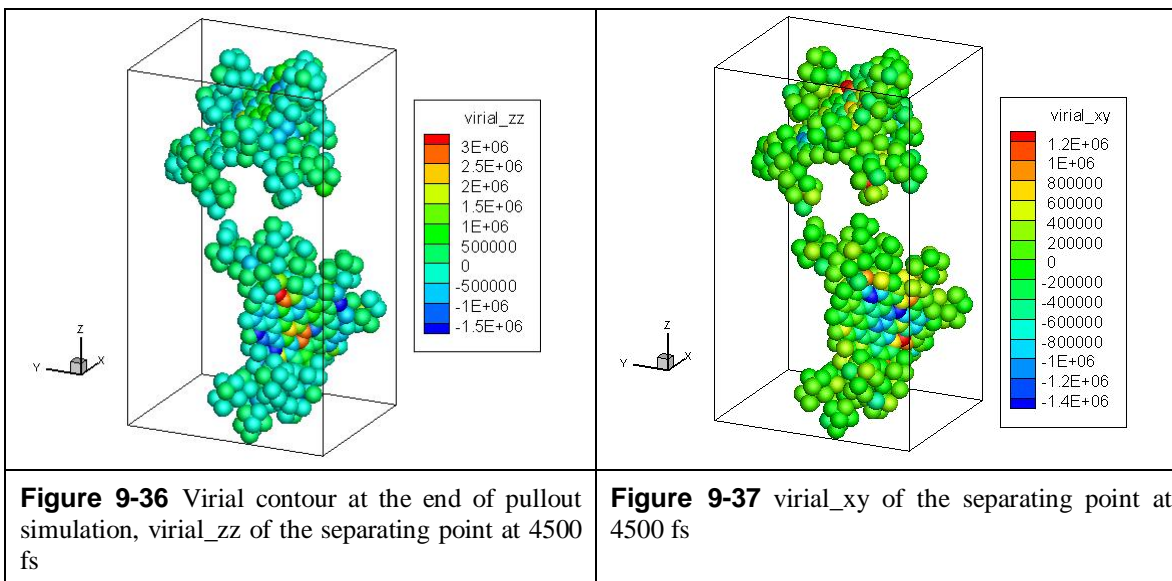 virial_zz
3E+06
2.5E+06
2E+06
1.5E+06
1E+06
500000
0
-500000
-1E+06
-1.5E+06
Z
Y
X
Figure 9-36 Virial contour at the end of pullout
simulation, virial_zz of the separating point at 4500
fs
virial_xy
1.2E+06
1E+06
800000
600000
400000
200000
0
-200000
-400000
-600000
-800000
-1E+06
-1.2E+06
-1.4E+06
Z
Y
X
Figure 9-37 virial_xy of the separating point at
4500 fs